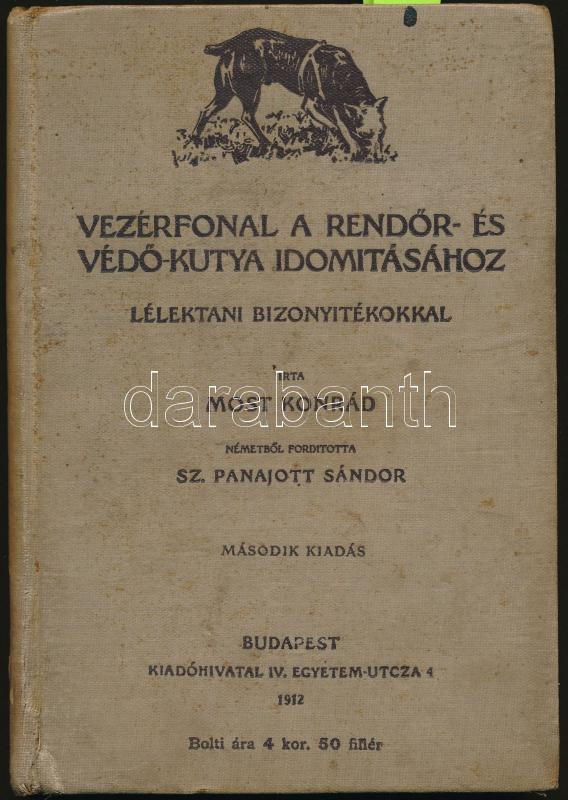 VEZÉRFONAL A RENDŐR- ÉS
VÉDŐ-KUTYA IDOMITÁSÁHOZ
LÉLEKTANI BIZONYITÉKOKKAL
IRTA
MOST KONRÁD
darabanth
NÉMETBŐL FORDITOTTA
SZ. PANAJOTT SÁNDOR
MÁSODIK KIADÁS
BUDAPEST
KIADÓHIVATAL IV. EGYETEM-UTCZA 4
1912
Bolti ára 4 kor. 50 fillér